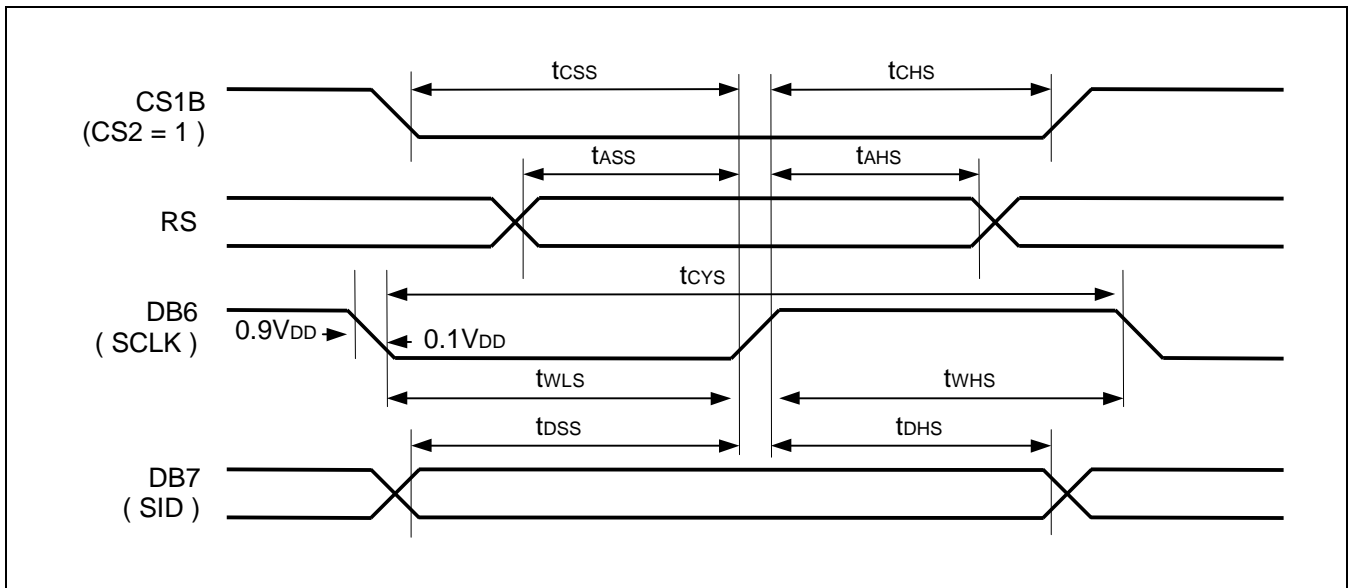 tCSS
tCHS
CS1B
(CS2 = 1 )
tASS
tAHS
RS
tCYS
DB6
( SCLK )
0.9VDD
0.1VDD
tWLS
tWHS
tDSS
tDHS
DB7
( SID )